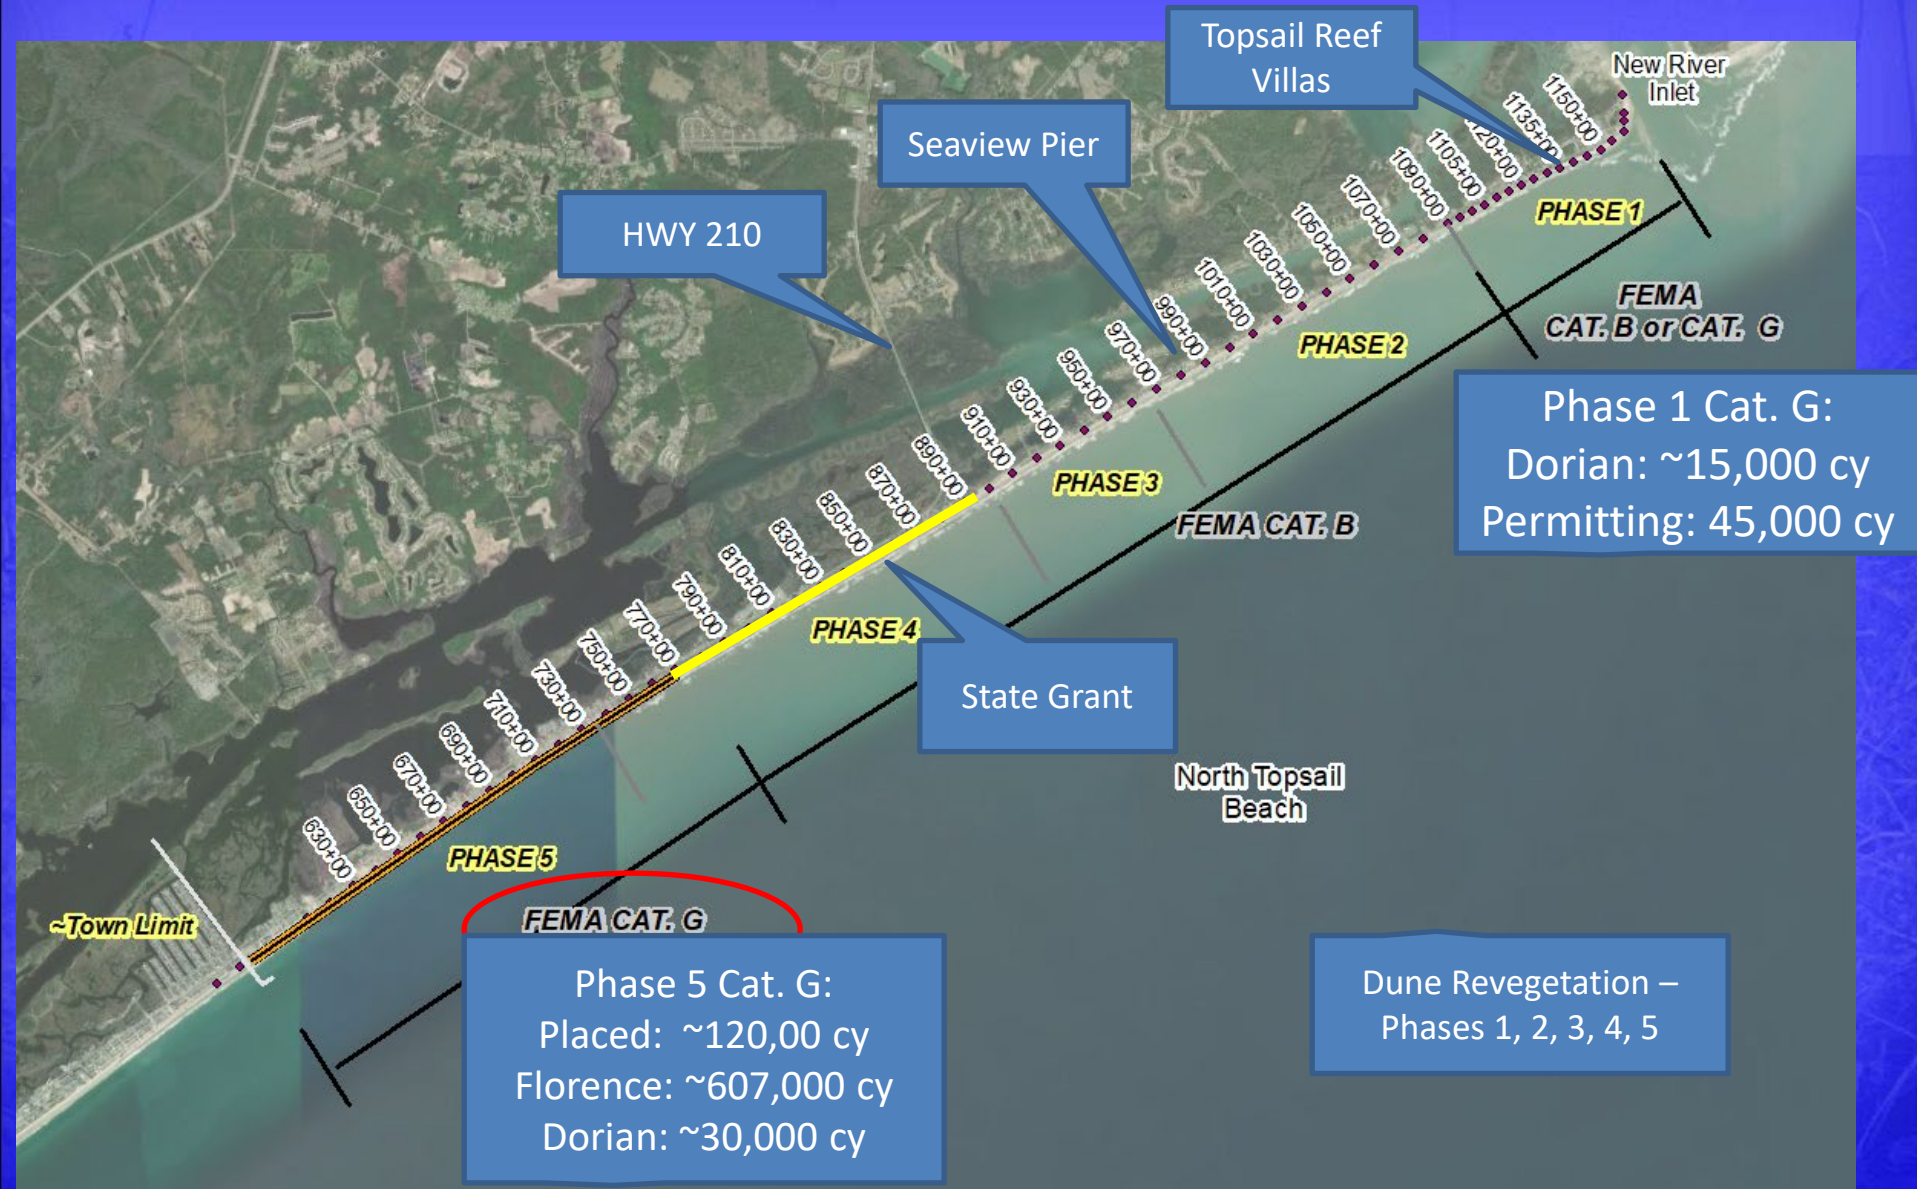 Topsail Reef
Villas
New River
Inlet
Seaview Pier
HWY 210
1150+00
1135+00
120+00
1105+00
1090+00
1070+00
1050+00
1030+00
1010+00
990+00
970+00
950+00
930+00
910+00
890+00
870+00
850+00
830+00
810+00
790+00
770+00
750+00
730+00
710+00
690+00
670+00
650+00
630+00
PHASE 1
FEMA
CAT. B or CAT. G
PHASE 2
Phase 1 Cat. G:
Dorian: ~15,000 cy
Permitting: 45,000 cy
PHASE 3
FEMA CAT. B
PHASE 4
State Grant
North Topsail
Beach
PHASE 5
~Town Limit
FEMA CAT. G
Phase 5 Cat. G:
Placed: ~120,00 cy
Florence: ~607,000 cy
Dorian: ~30,000 cy
Dune Revegetation –
Phases 1, 2, 3, 4, 5